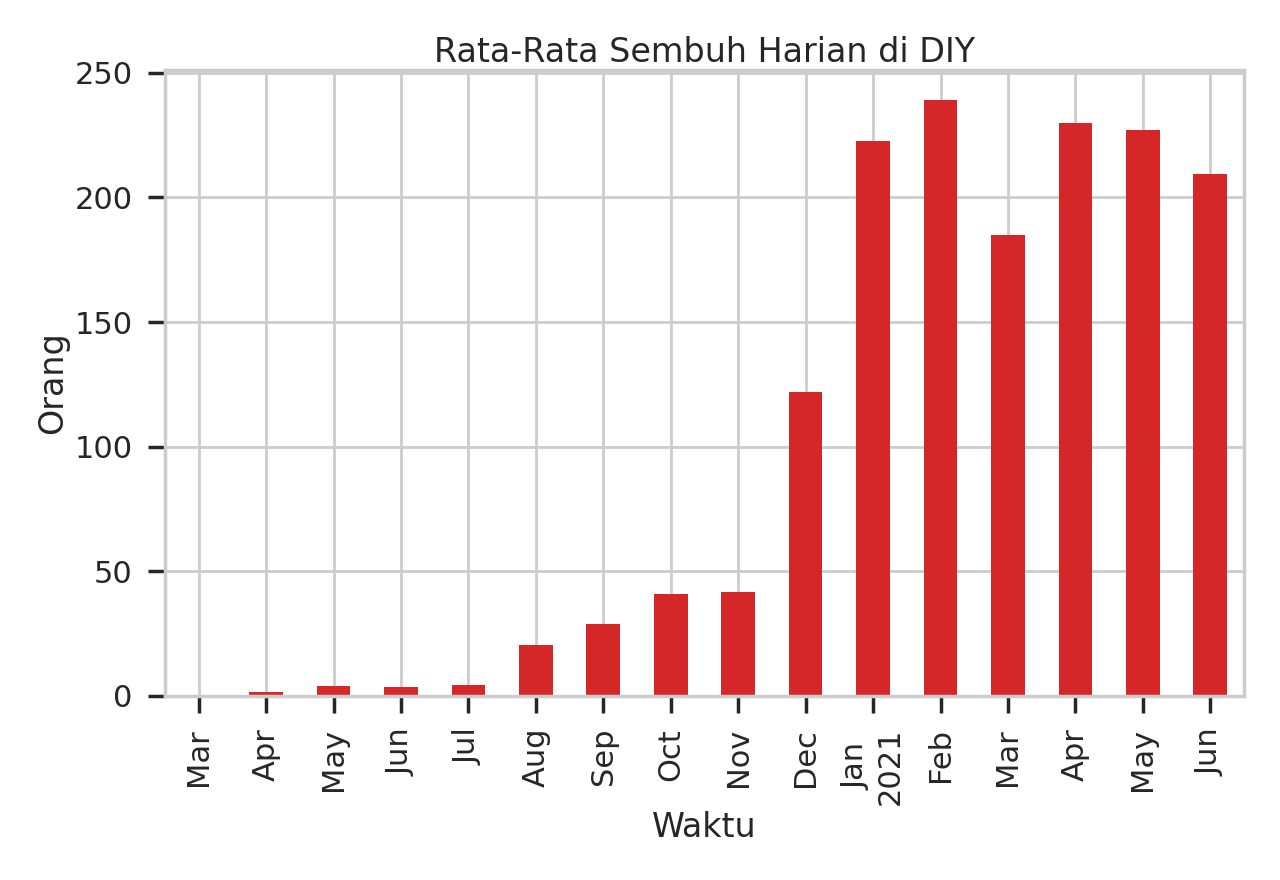 Rata-Rata Sembuh Harian di DIY
250
200
150
100
50
0
Orang
Mar
Apr
May
Jun
Jul
Aug
Sep
Oct
Nov
Dec
Jan
2021
Feb
Mar
Apr
May
Jun
Waktu